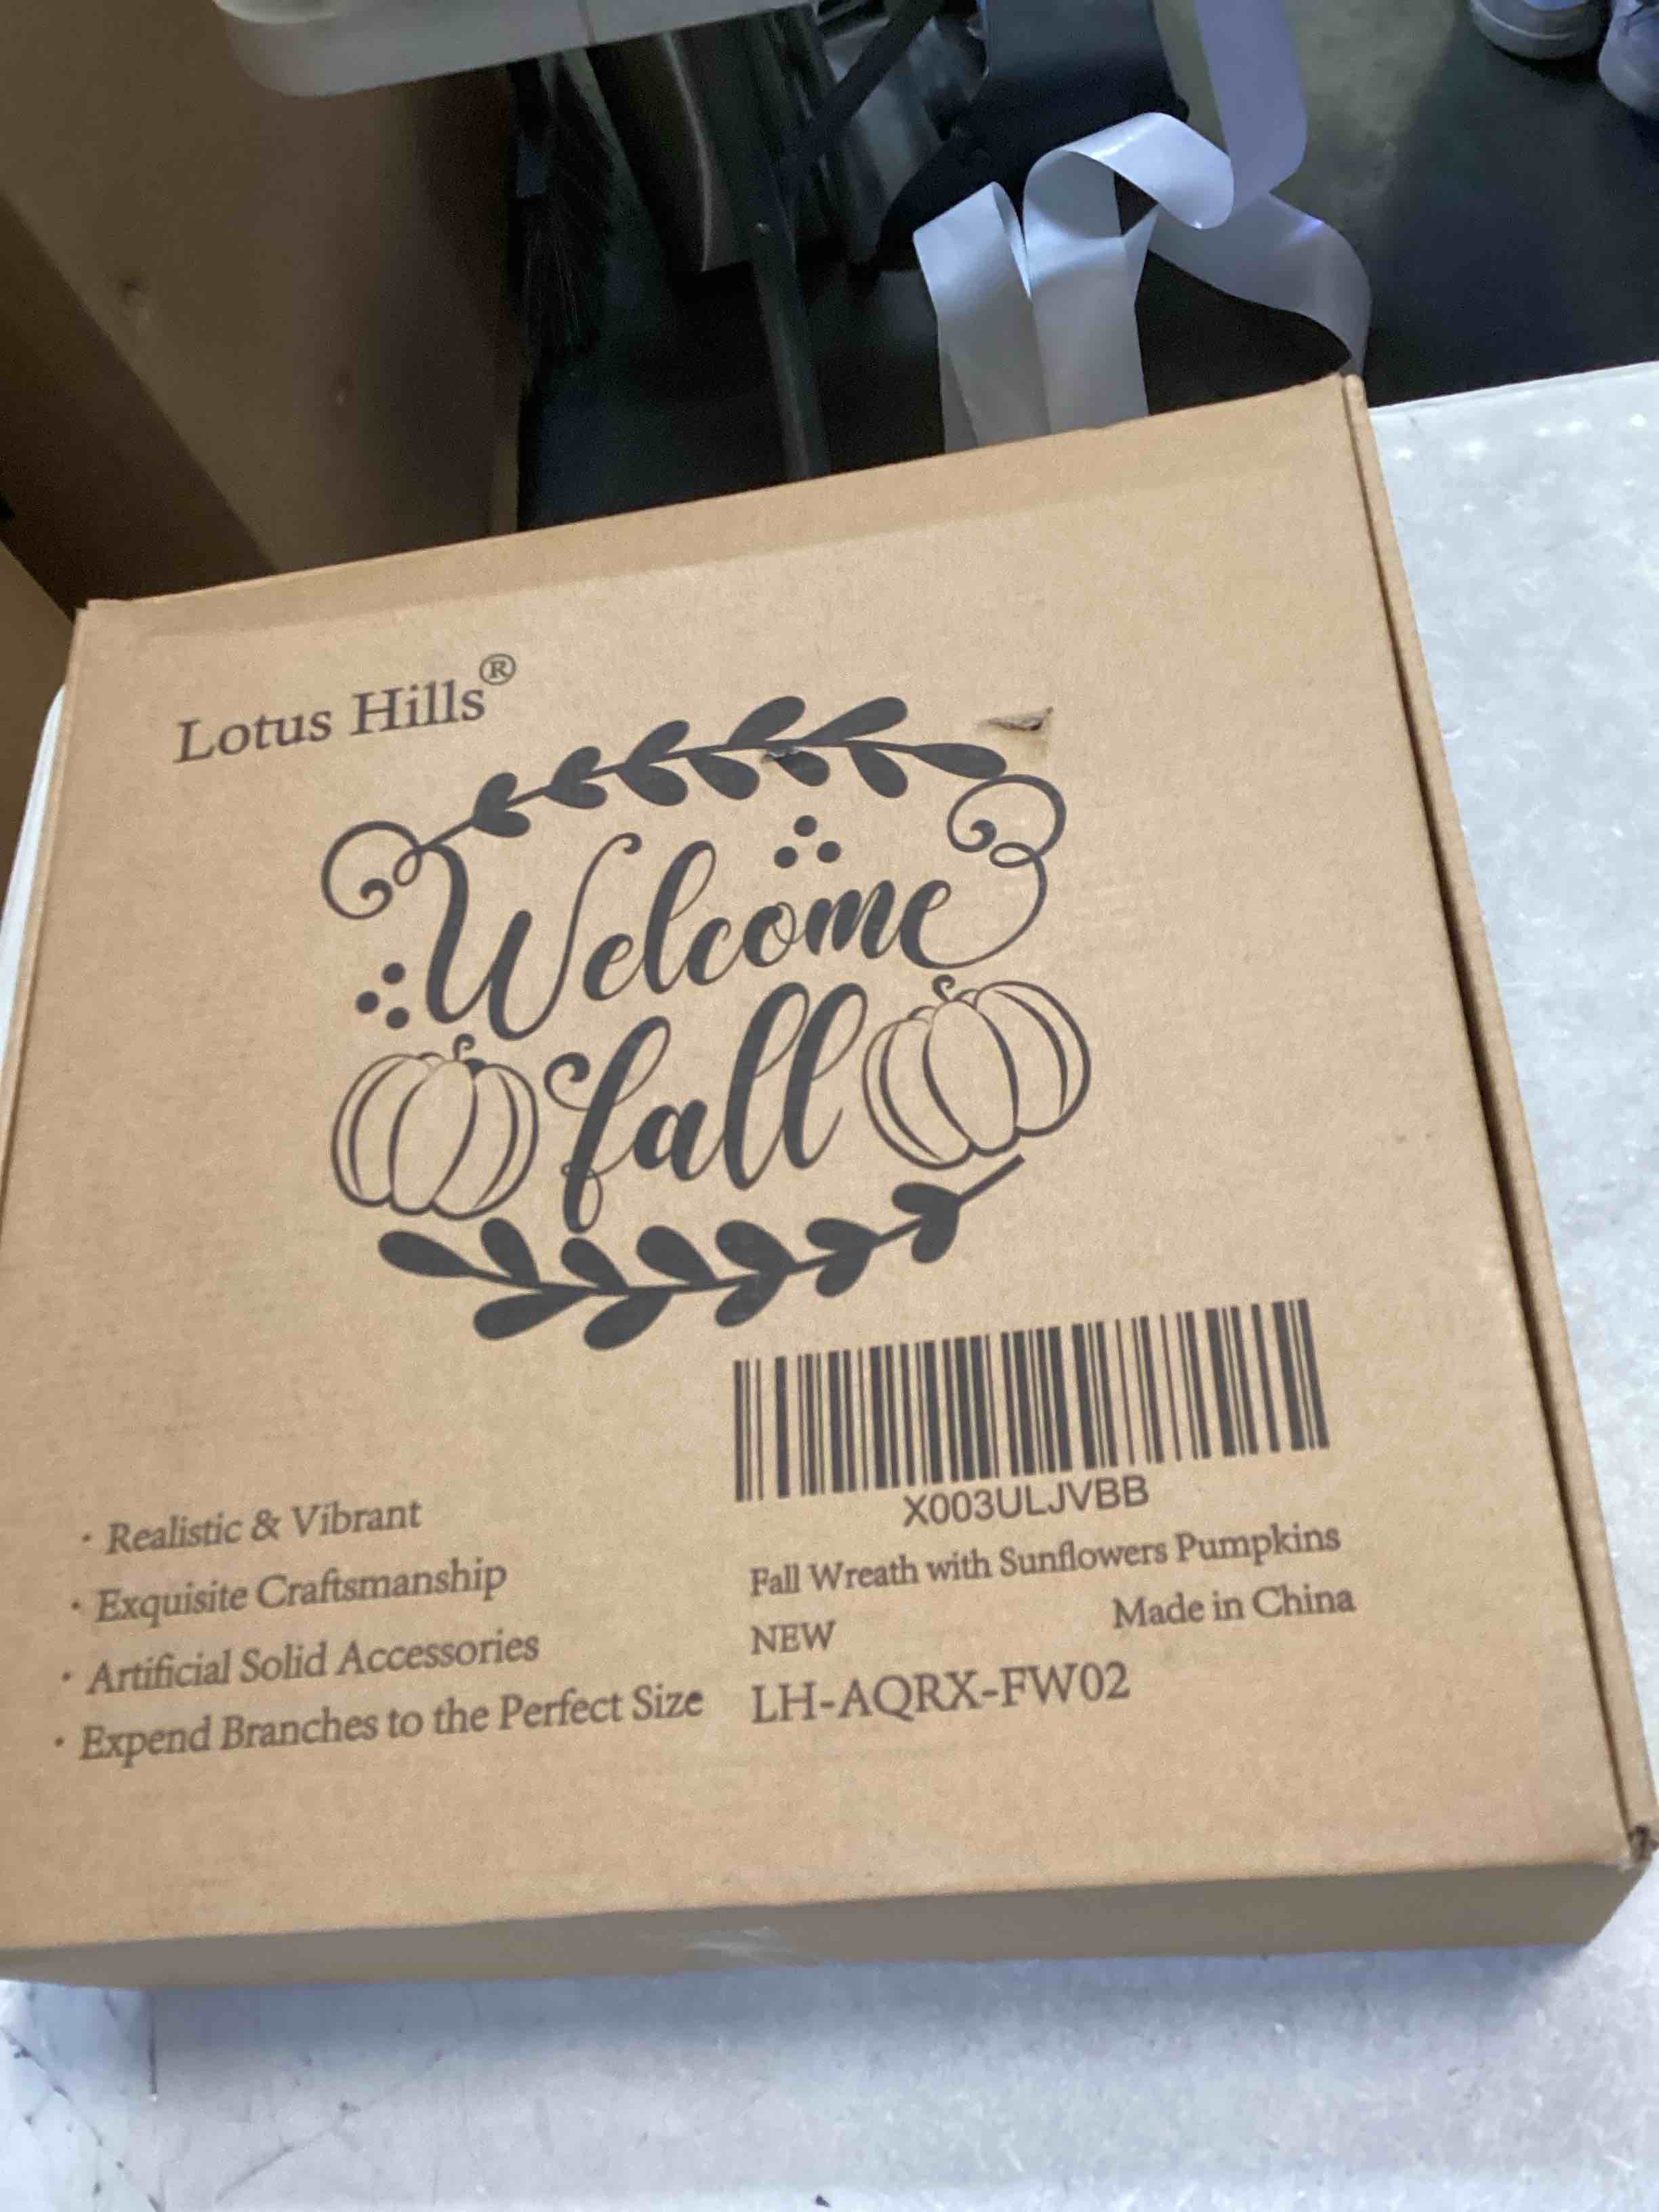 Lotus Hills®
Welcome
fall
X003ULJVBB
Fall Wreath with Sunflowers Pumpkins
NEW Made in China
LH-AQRX-FW02
· Realistic & Vibrant
· Exquisite Craftsmanship
· Artificial Solid Accessories
· Expend Branches to the Perfect Size